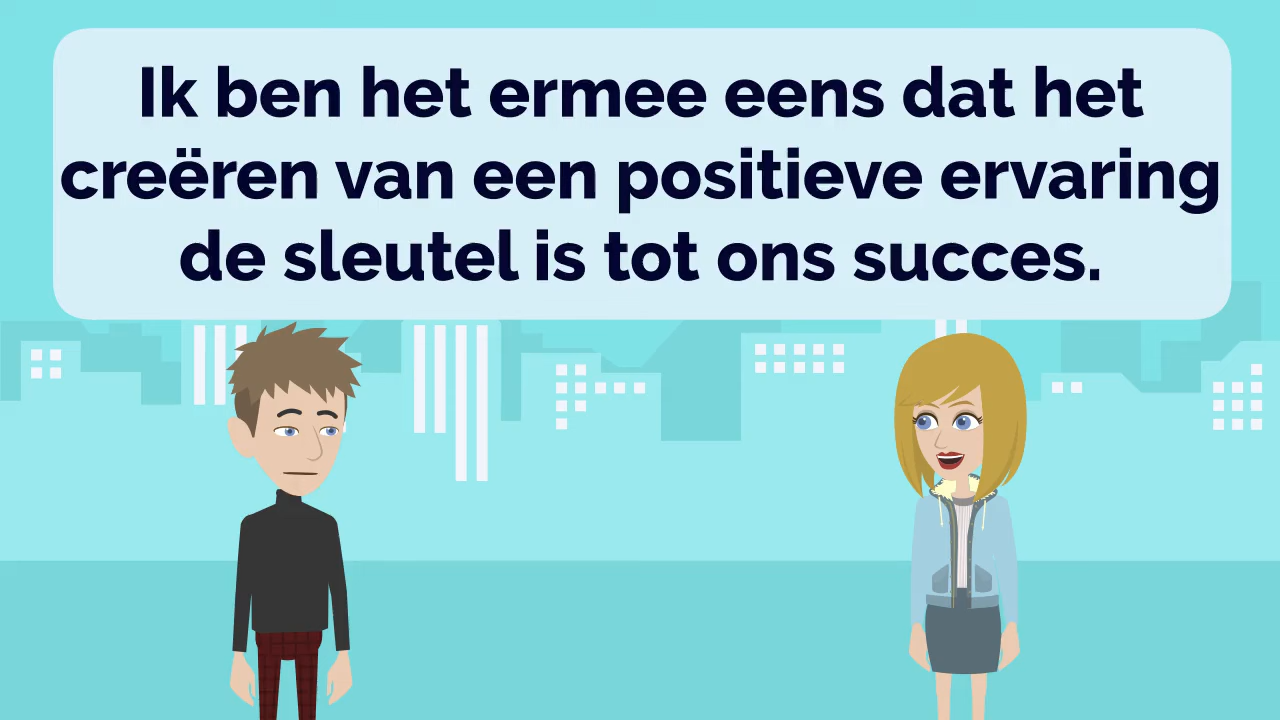 Ik ben het ermee eens dat het
creëren van een positieve ervaring
de sleutel is tot ons succes.